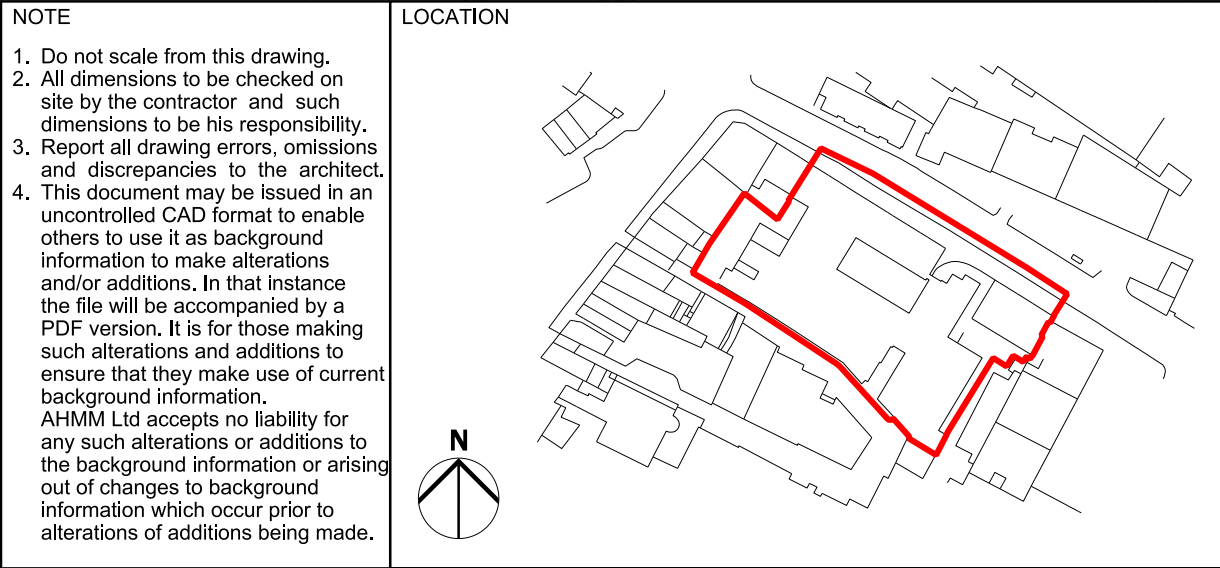 NOTE
1. Do not scale from this drawing.
2. All dimensions to be checked on
site by the contractor and such
dimensions to be his responsibility.
3. Report all drawing errors, omissions
and discrepancies to the architect.
4. This document may be issued in an
uncontrolled CAD format to enable
others to use it as background
information to make alterations
and/or additions. In that instance
the file will be accompanied by a
PDF version. It is for those making
such alterations and additions to
ensure that they make use of current
background information.
AHMM Ltd accepts no liability for
any such alterations or additions to
the background information or arising
out of changes to background
information which occur prior to
alterations of additions being made.
LOCATION
N